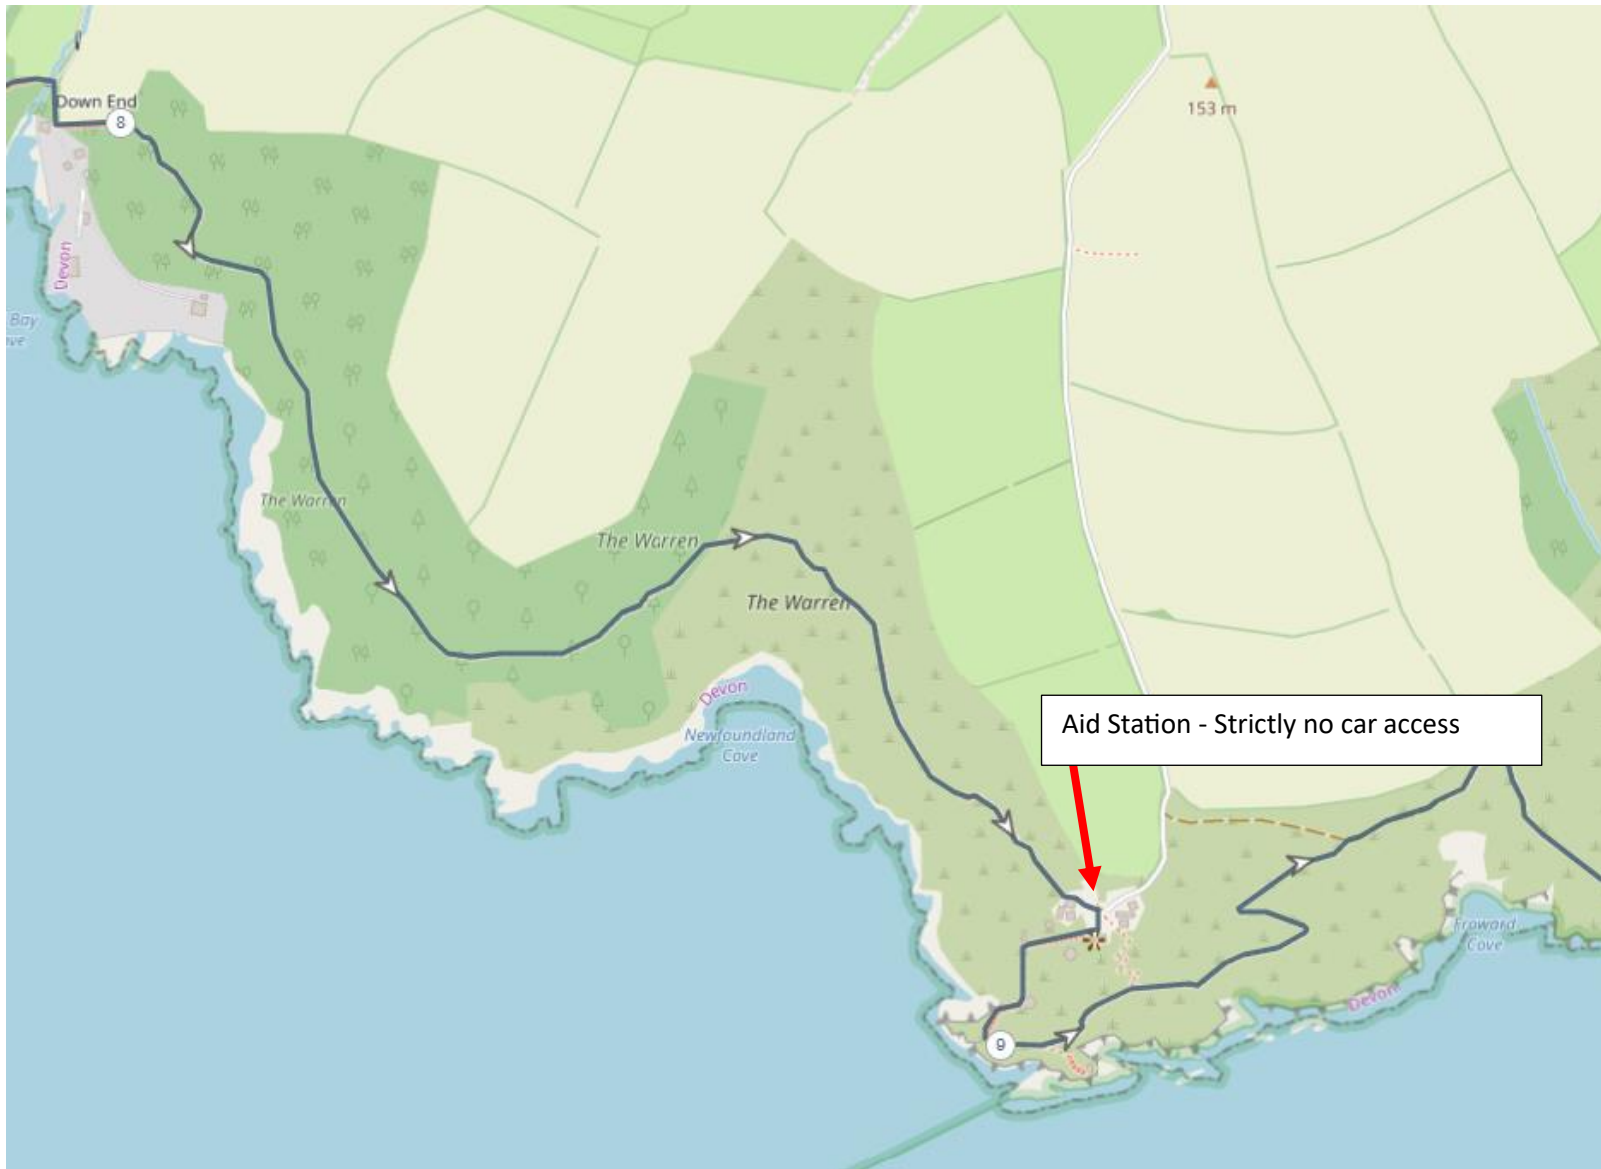 Down End
8
153 m
Devon
Bay
The Warren
The Warren
The Warren
Devon
Newfoundland
Cove
Aid Station - Strictly no car access
Froward
Cove
Devon
9